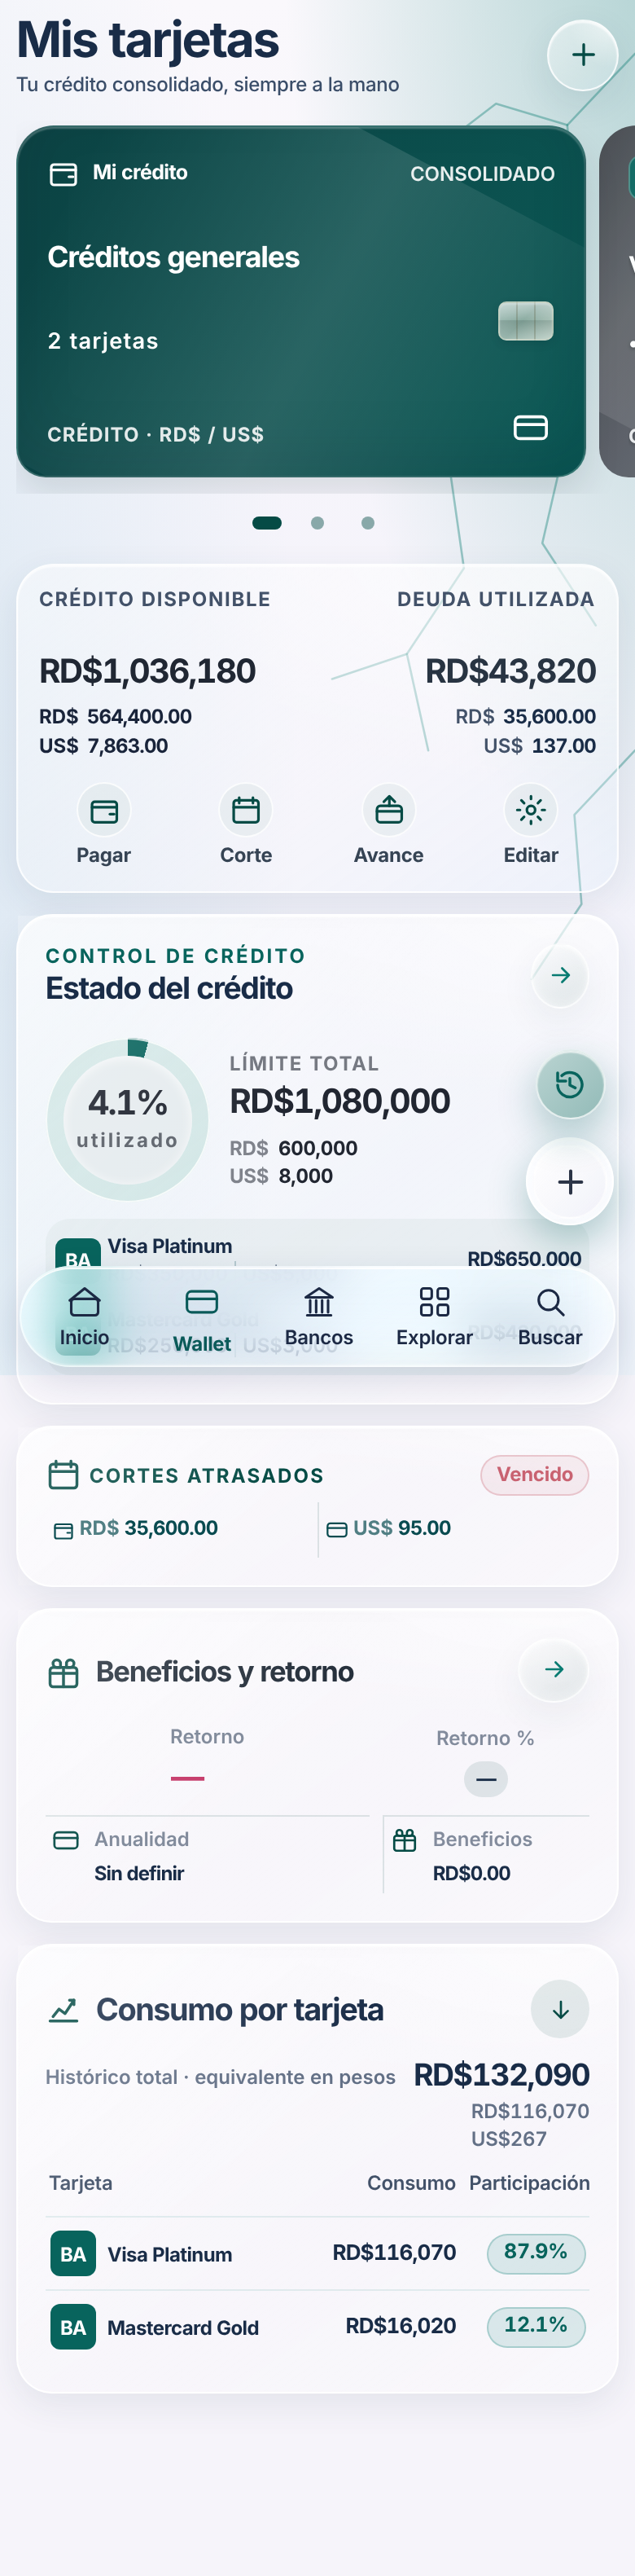 Mis tarjetas
Tu crédito consolidado, siempre a la mano
Mi crédito CONSOLIDADO
Créditos generales
2 tarjetas
CRÉDITO · RD$ / US$
CRÉDITO DISPONIBLE DEUDA UTILIZADA
RD$1,036,180 RD$43,820
RD$ 564,400.00 RD$ 35,600.00
US$ 7,863.00 US$ 137.00
Pagar Corte Avance Editar
CONTROL DE CRÉDITO
Estado del crédito
4.1%
utilizado
LÍMITE TOTAL
RD$1,080,000
RD$ 600,000
US$ 8,000
BA Visa Platinum RD$650,000
Mastercard Gold
Inicio Wallet Bancos Explorar Buscar
US$3,000
CORTES ATRASADOS Vencido
RD$ 35,600.00 US$ 95.00
Beneficios y retorno
Retorno Retorno %
— —
Anualidad Beneficios
Sin definir RD$0.00
Consumo por tarjeta
Histórico total · equivalente en pesos RD$132,090
RD$116,070
US$267
Tarjeta Consumo Participación
BA Visa Platinum RD$116,070 87.9%
BA Mastercard Gold RD$16,020 12.1%